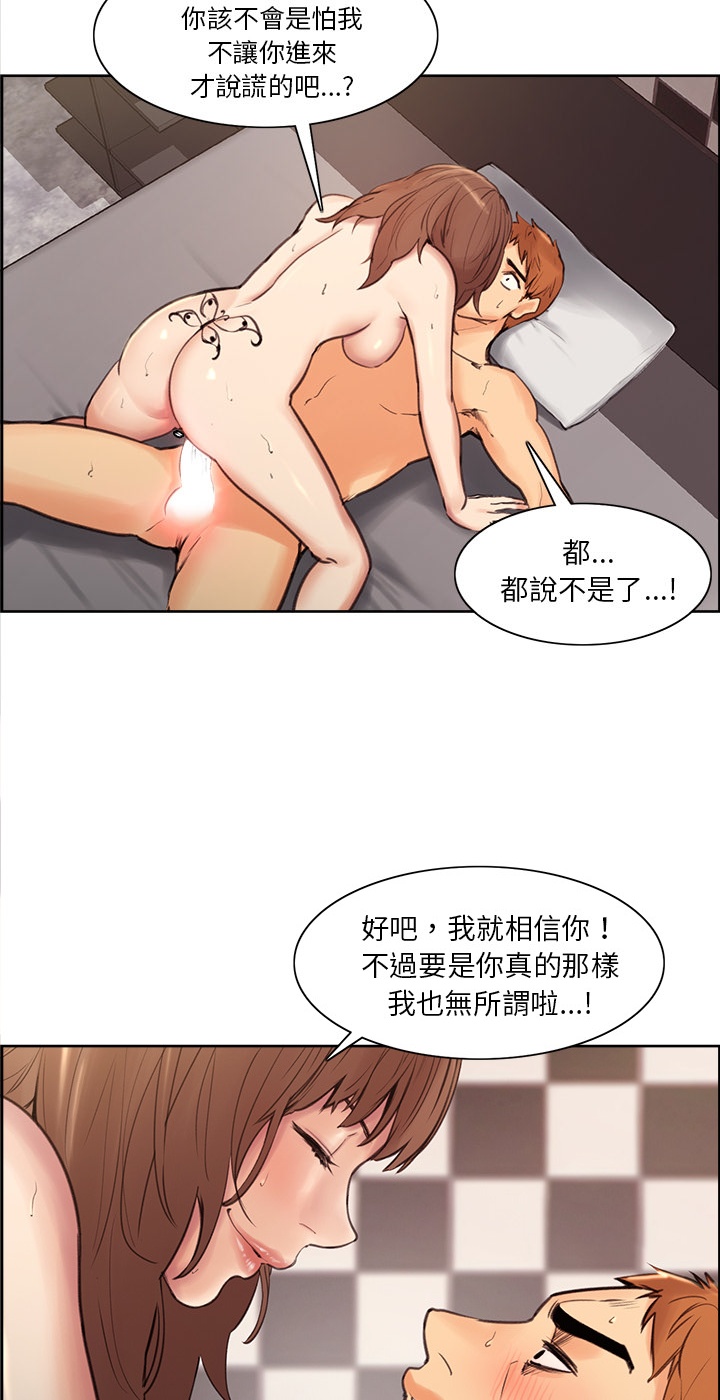 你該不會是怕我
不讓你進來
才說謊的吧...?
都...
都說不是了...!
好吧，我就相信你！
不過要是你真的那樣
我也無所謂啦...!